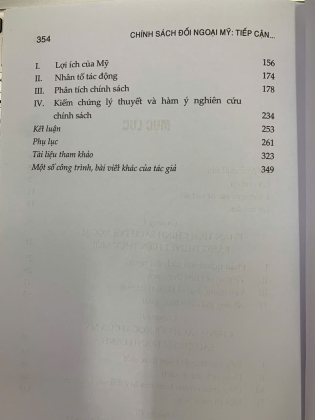 354
CHÍNH SÁCH ĐỐI NGOẠI MỸ: TIẾP CẬN...
I. Lợi ích của Mỹ 156
II. Nhân tố tác động 174
III. Phân tích chính sách 178
IV. Kiểm chứng lý thuyết và hàm ý nghiên cứu
chính sách 234
Kết luận 253
Phụ lục 261
Tài liệu tham khảo 323
Một số công trình, bài viết khác của tác giả 349
MỤC LỤC